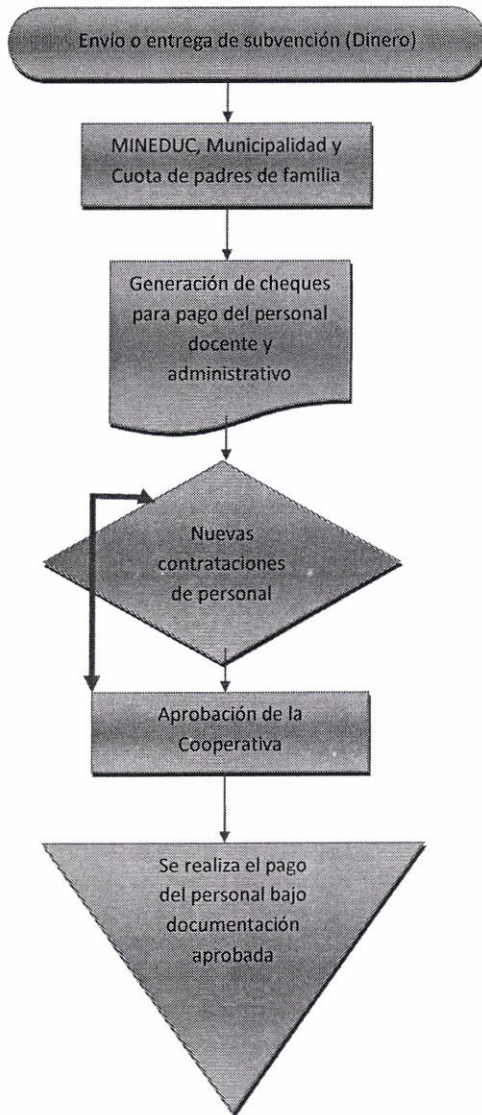 Envío o entrega de subvención (Dinero)
MINEDUC, Municipalidad y
Cuota de padres de familia
Generación de cheques
para pago del personal
docente y
administrativo
Nuevas
contrataciones
de personal
Aprobación de la
Cooperativa
Se realiza el pago
del personal bajo
documentación
aprobada